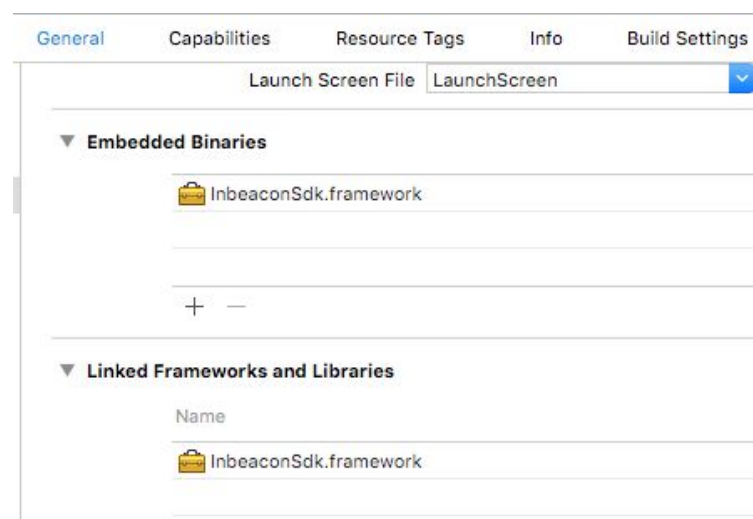 General Capabilities Resource Tags Info Build Settings
Launch Screen File LaunchScreen
Embedded Binaries
InbeaconSdk.framework
Linked Frameworks and Libraries
Name
InbeaconSdk.framework